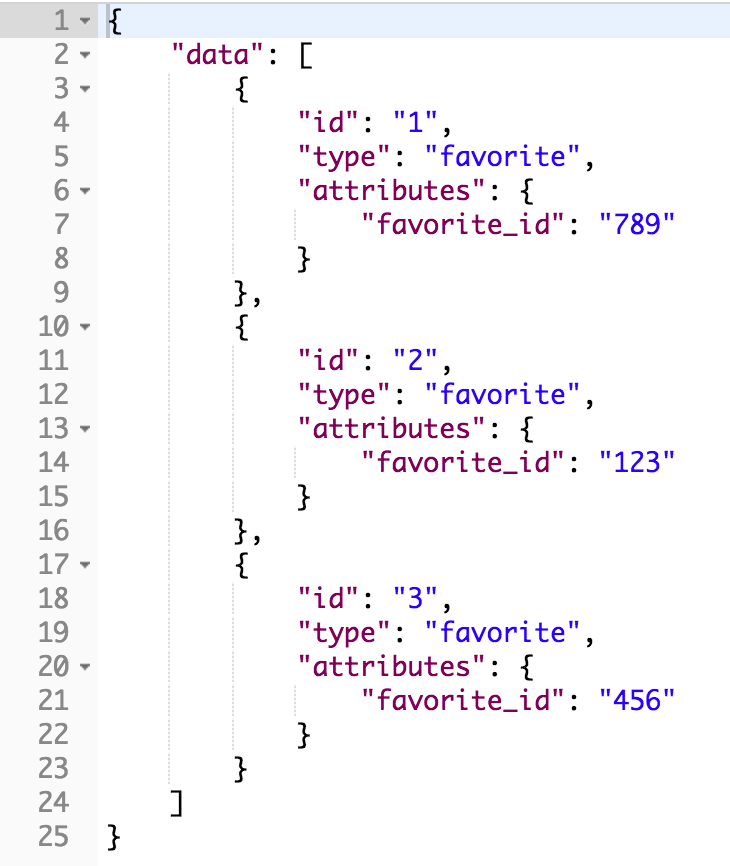 1 {
2 "data": [
3 {
4 "id": "1",
5 "type": "favorite",
6 "attributes": {
7 "favorite_id": "789"
8 }
9 },
10 {
11 "id": "2",
12 "type": "favorite",
13 "attributes": {
14 "favorite_id": "123"
15 }
16 },
17 {
18 "id": "3",
19 "type": "favorite",
20 "attributes": {
21 "favorite_id": "456"
22 }
23 }
24 ]
25 }